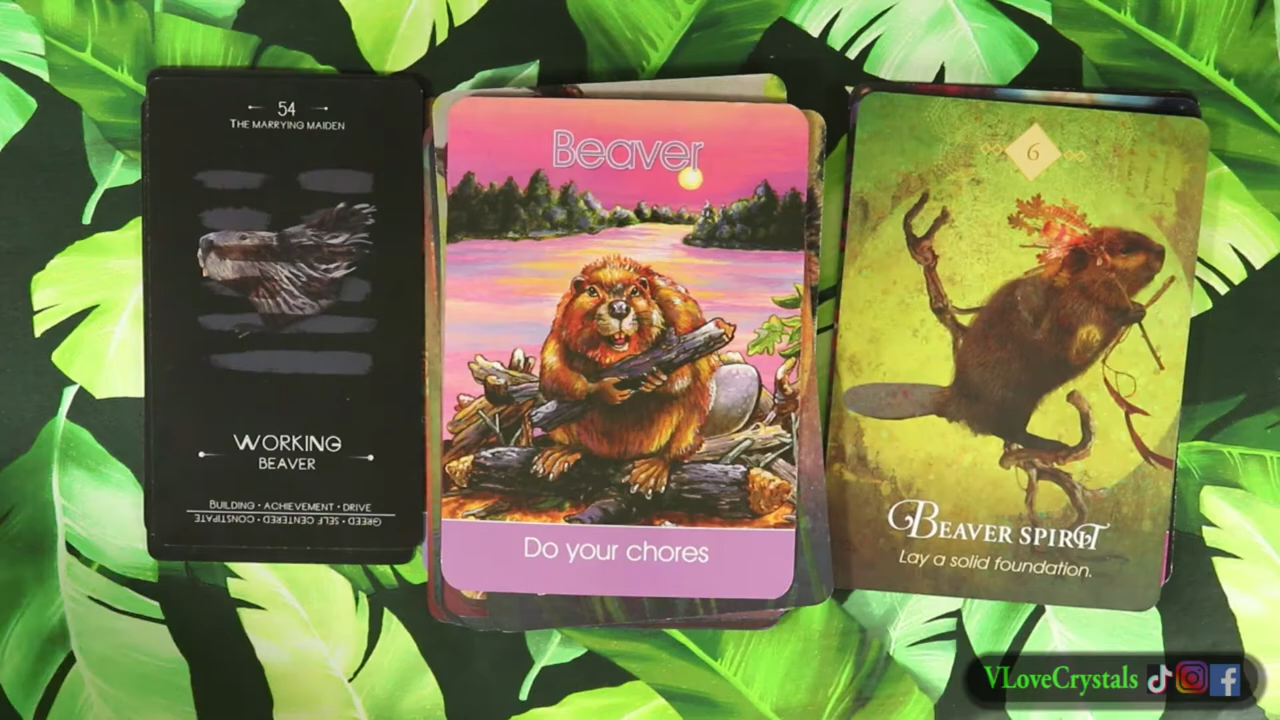 54
THE MARRYING MAIDEN
WORKING
BEAVER
BUILDING • ACHIEVEMENT • DRIVE
GREED • SELF CENTERED • CONSTIPATE
Beaver
Do your chores
6
BEAVER SPIRIT
Lay a solid foundation.
VLoveCrystals